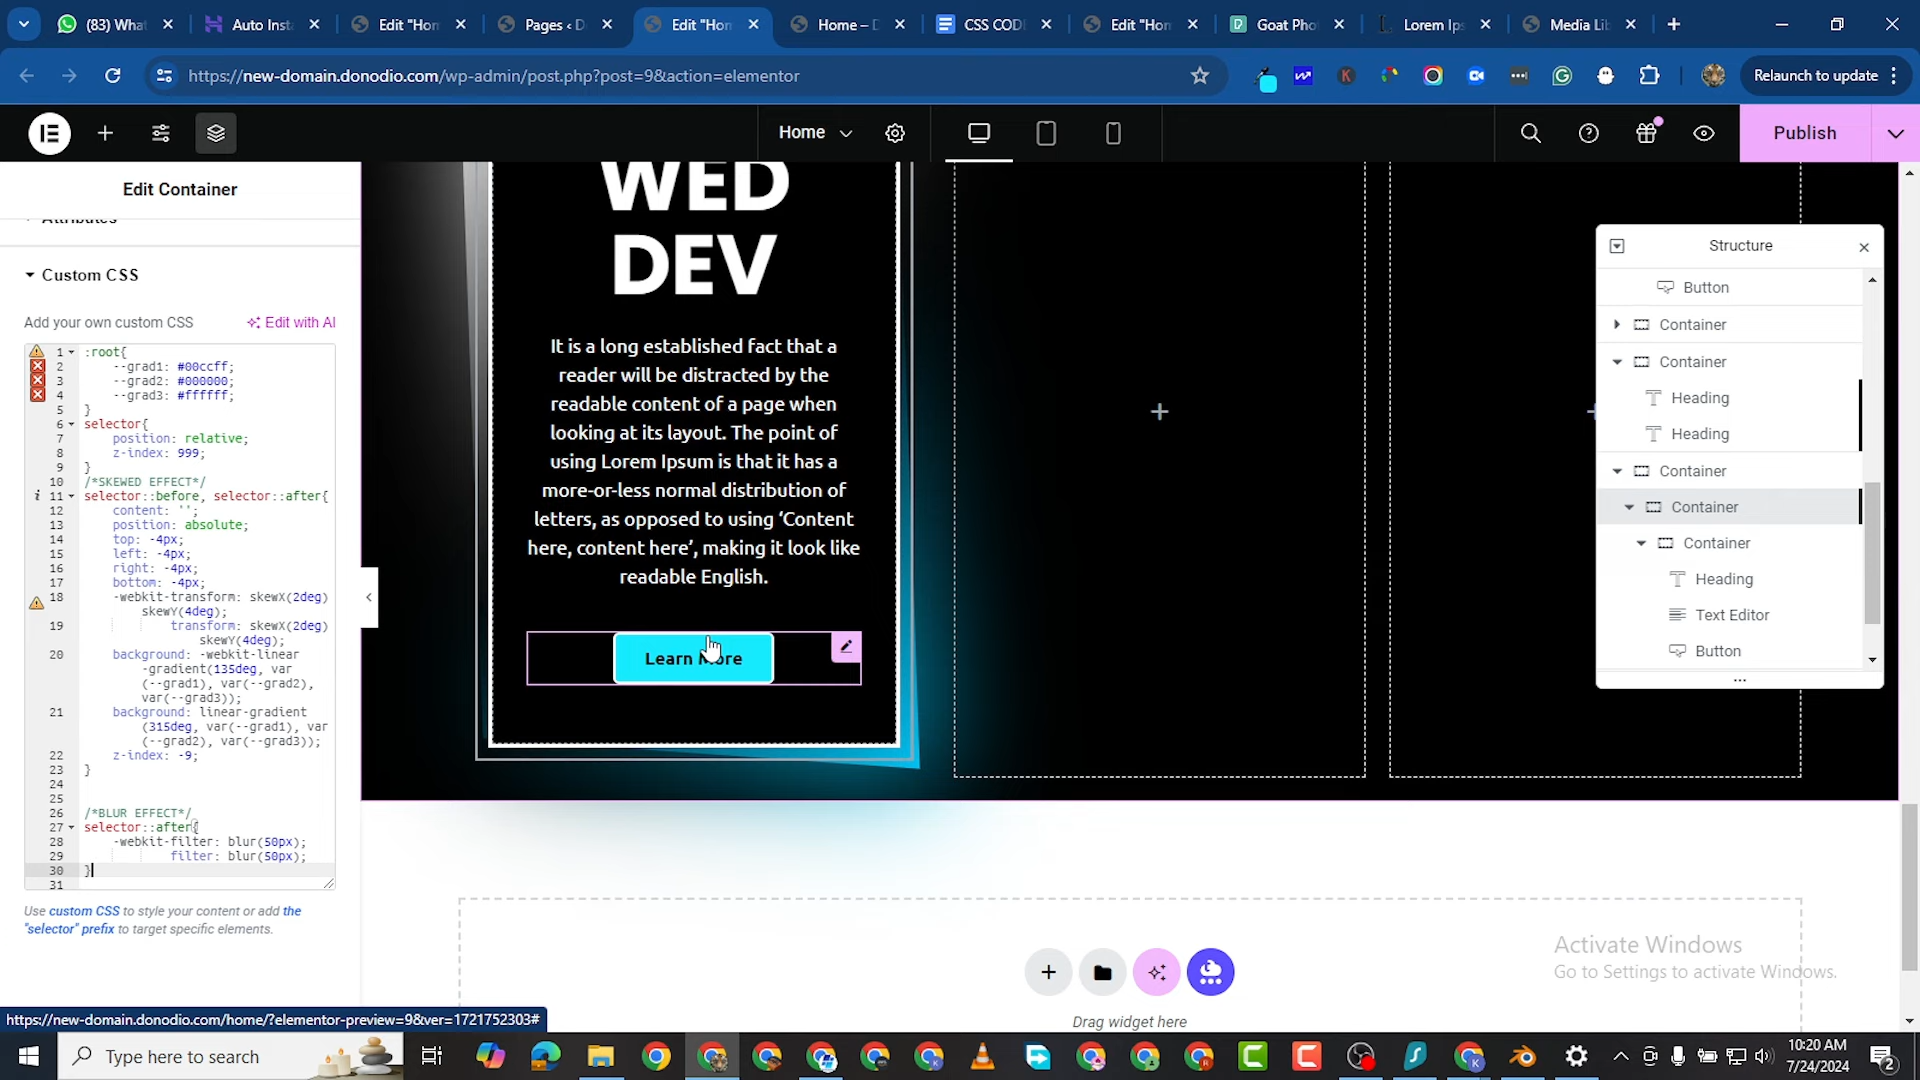 (83) What
Auto Inst
Edit "Hom
Pages ‹ D
Edit "Hom
Home – D
CSS CODE
Edit "Hom
Goat Pho
Lorem Ips
Media Lib
https://new-domain.donodio.com/wp-admin/post.php?post=9&action=elementor
Relaunch to update
Home
Publish
Edit Container
Attributes
Custom CSS
Add your own custom CSS
Edit with AI
1 :root{
2 --grad1: #00ccff;
3 --grad2: #000000;
4 --grad3: #ffffff;
5 }
6 selector{
7 position: relative;
8 z-index: 999;
9 }
10 /*SKEWED EFFECT*/
11 selector::before, selector::after{
12 content: '';
13 position: absolute;
14 top: -4px;
15 left: -4px;
16 right: -4px;
17 bottom: -4px;
18 -webkit-transform: skewX(2deg)
skewY(4deg);
19 transform: skewX(2deg)
skewY(4deg);
20 background: -webkit-linear
-gradient(135deg, var
(--grad1), var(--grad2),
var(--grad3));
21 background: linear-gradient
(315deg, var(--grad1), var
(--grad2), var(--grad3));
22 z-index: -9;
23 }
24
25
26 /*BLUR EFFECT*/
27 selector::after{
28 -webkit-filter: blur(50px);
29 filter: blur(50px);
30 }
31
Use custom CSS to style your content or add the
"selector" prefix to target specific elements.
WED
DEV
It is a long established fact that a
reader will be distracted by the
readable content of a page when
looking at its layout. The point of
using Lorem Ipsum is that it has a
more-or-less normal distribution of
letters, as opposed to using ‘Content
here, content here’, making it look like
readable English.
Learn More
Structure
Button
Container
Container
Heading
Heading
Container
Container
Container
Heading
Text Editor
Button
Drag widget here
Activate Windows
Go to Settings to activate Windows.
https://new-domain.donodio.com/home/?elementor-preview=9&ver=1721752303#
Type here to search
10:20 AM
7/24/2024
2